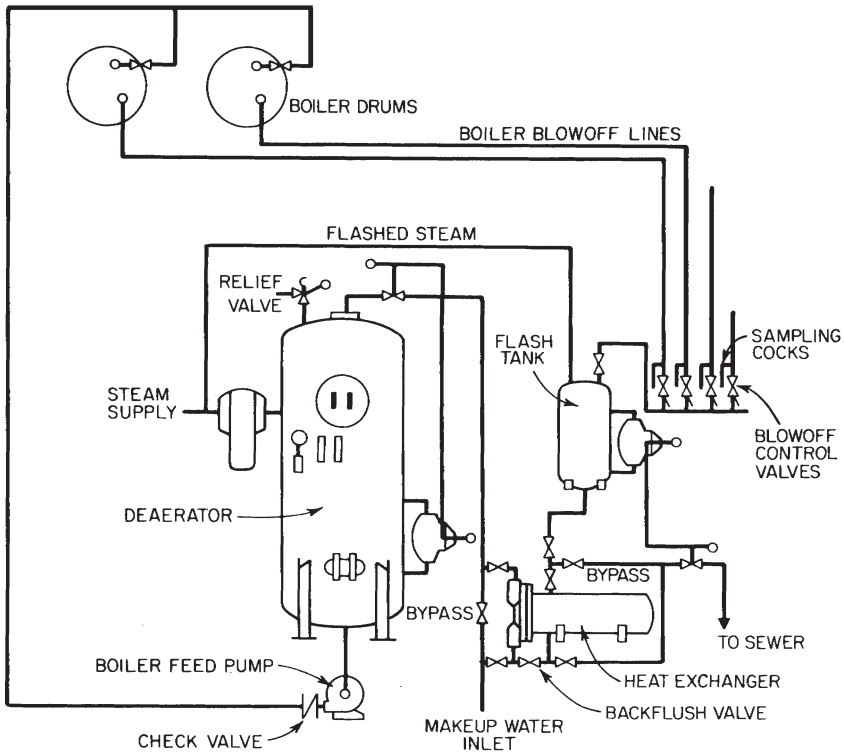 BOILER DRUMS
BOILER BLOWOFF LINES
FLASHED STEAM
RELIEF
VALVE
FLASH
TANK
SAMPLING
COCKS
STEAM
SUPPLY
BLOWOFF
CONTROL
VALVES
DEAERATOR
BYPASS
BYPASS
TO SEWER
BOILER FEED PUMP
HEAT EXCHANGER
BACKFLUSH VALVE
CHECK VALVE
MAKEUP WATER
INLET